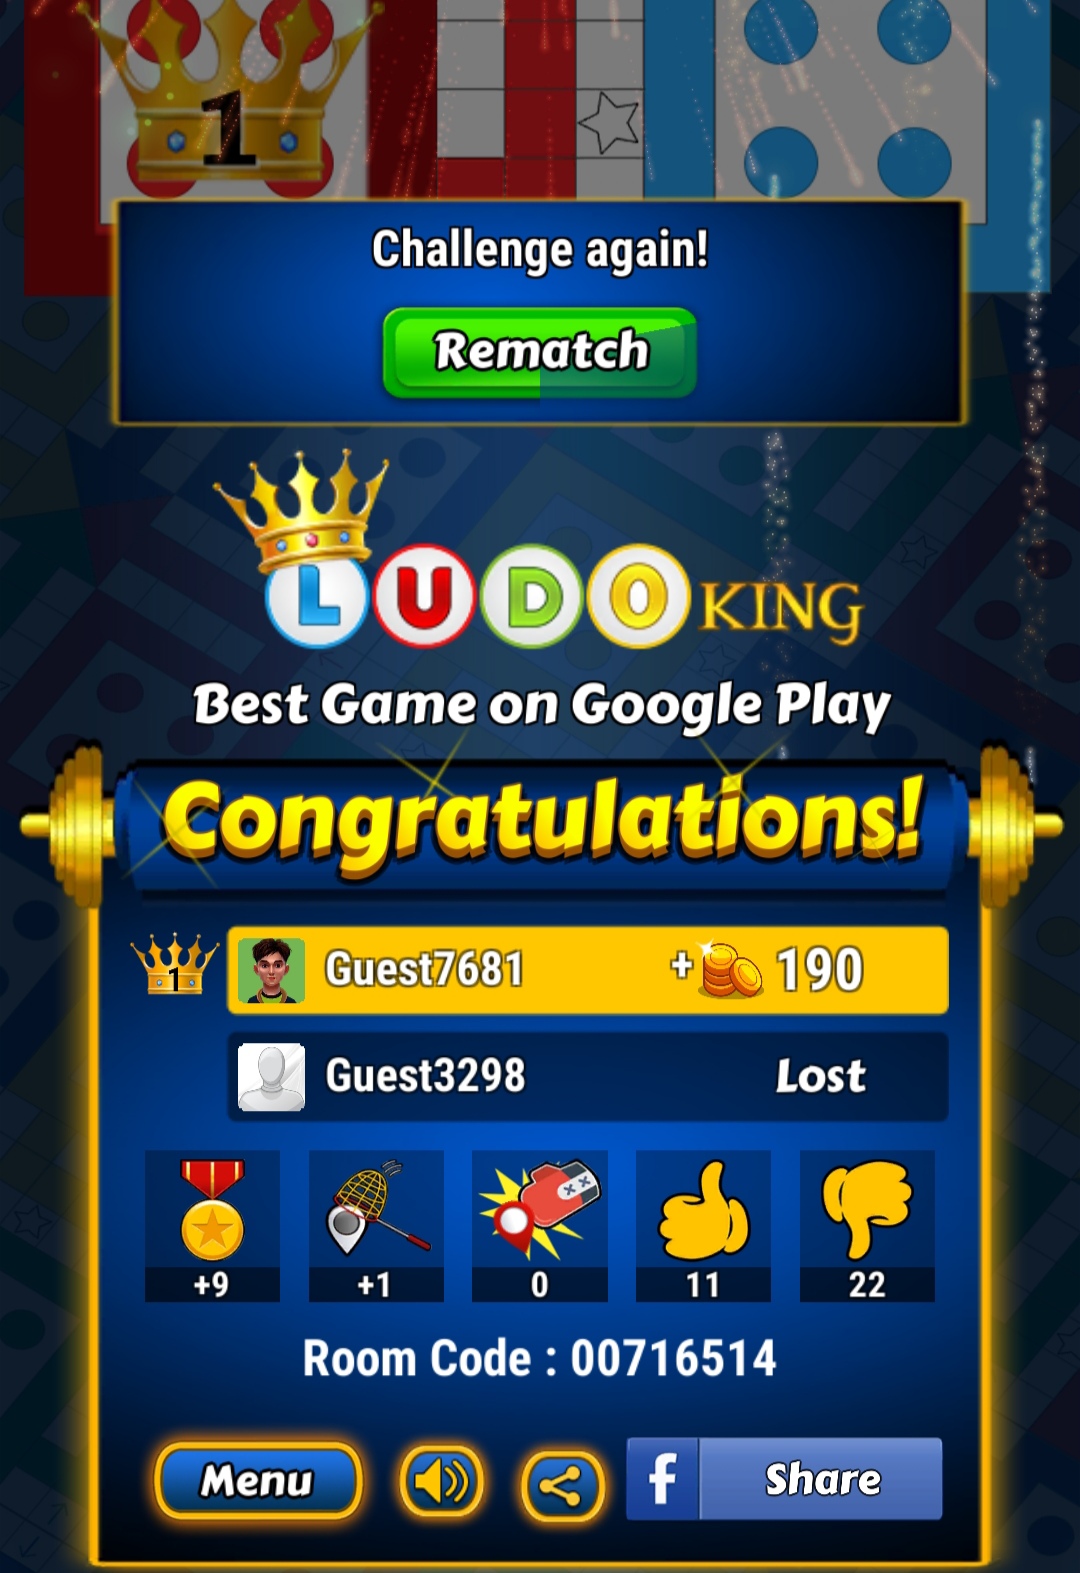 1
Challenge again!
Rematch
LUDO KING
Best Game on Google Play
Congratulations!
1 Guest7681 + 190
Guest3298 Lost
+9 +1 0 11 22
Room Code : 00716514
Menu f Share